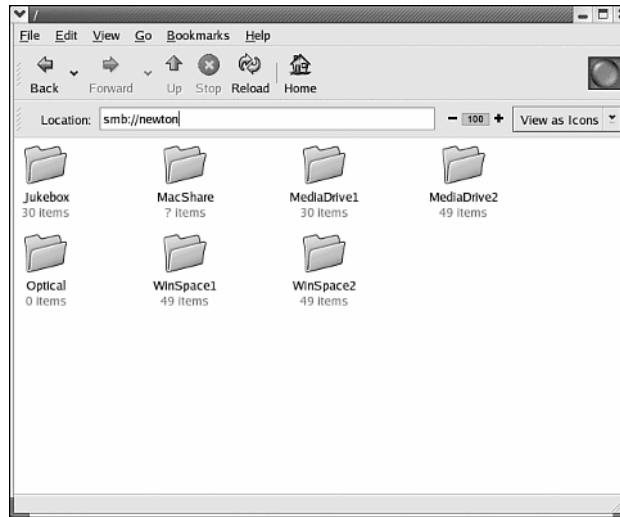 /
File Edit View Go Bookmarks Help
Back Forward Up Stop Reload Home
Location: smb://newton 100 View as Icons
Jukebox MacShare MediaDrive1 MediaDrive2
30 items ? items 30 items 49 items
Optical WinSpace1 WinSpace2
0 items 49 items 49 items